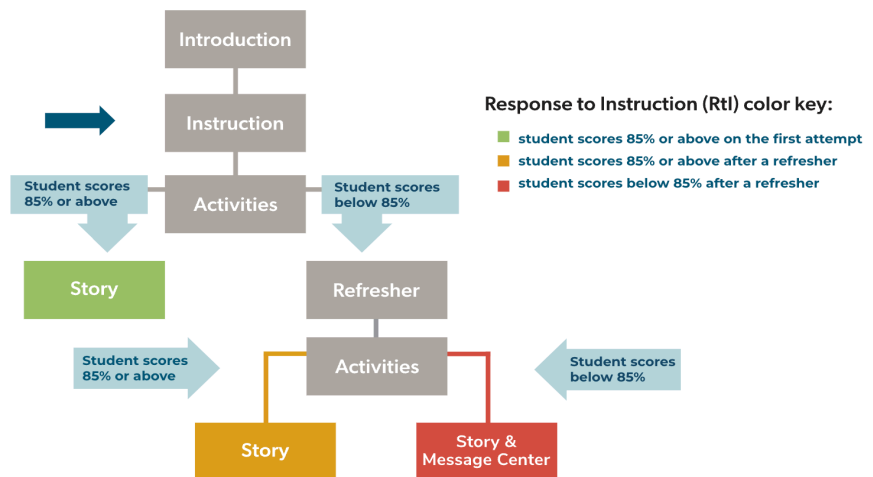 Introduction
Instruction
Response to Instruction (RtI) color key:
student scores 85% or above on the first attempt
student scores 85% or above after a refresher
student scores below 85% after a refresher
Student scores
85% or above
Activities
Student scores
below 85%
Story
Refresher
Student scores
85% or above
Activities
Student scores
below 85%
Story
Story &
Message Center